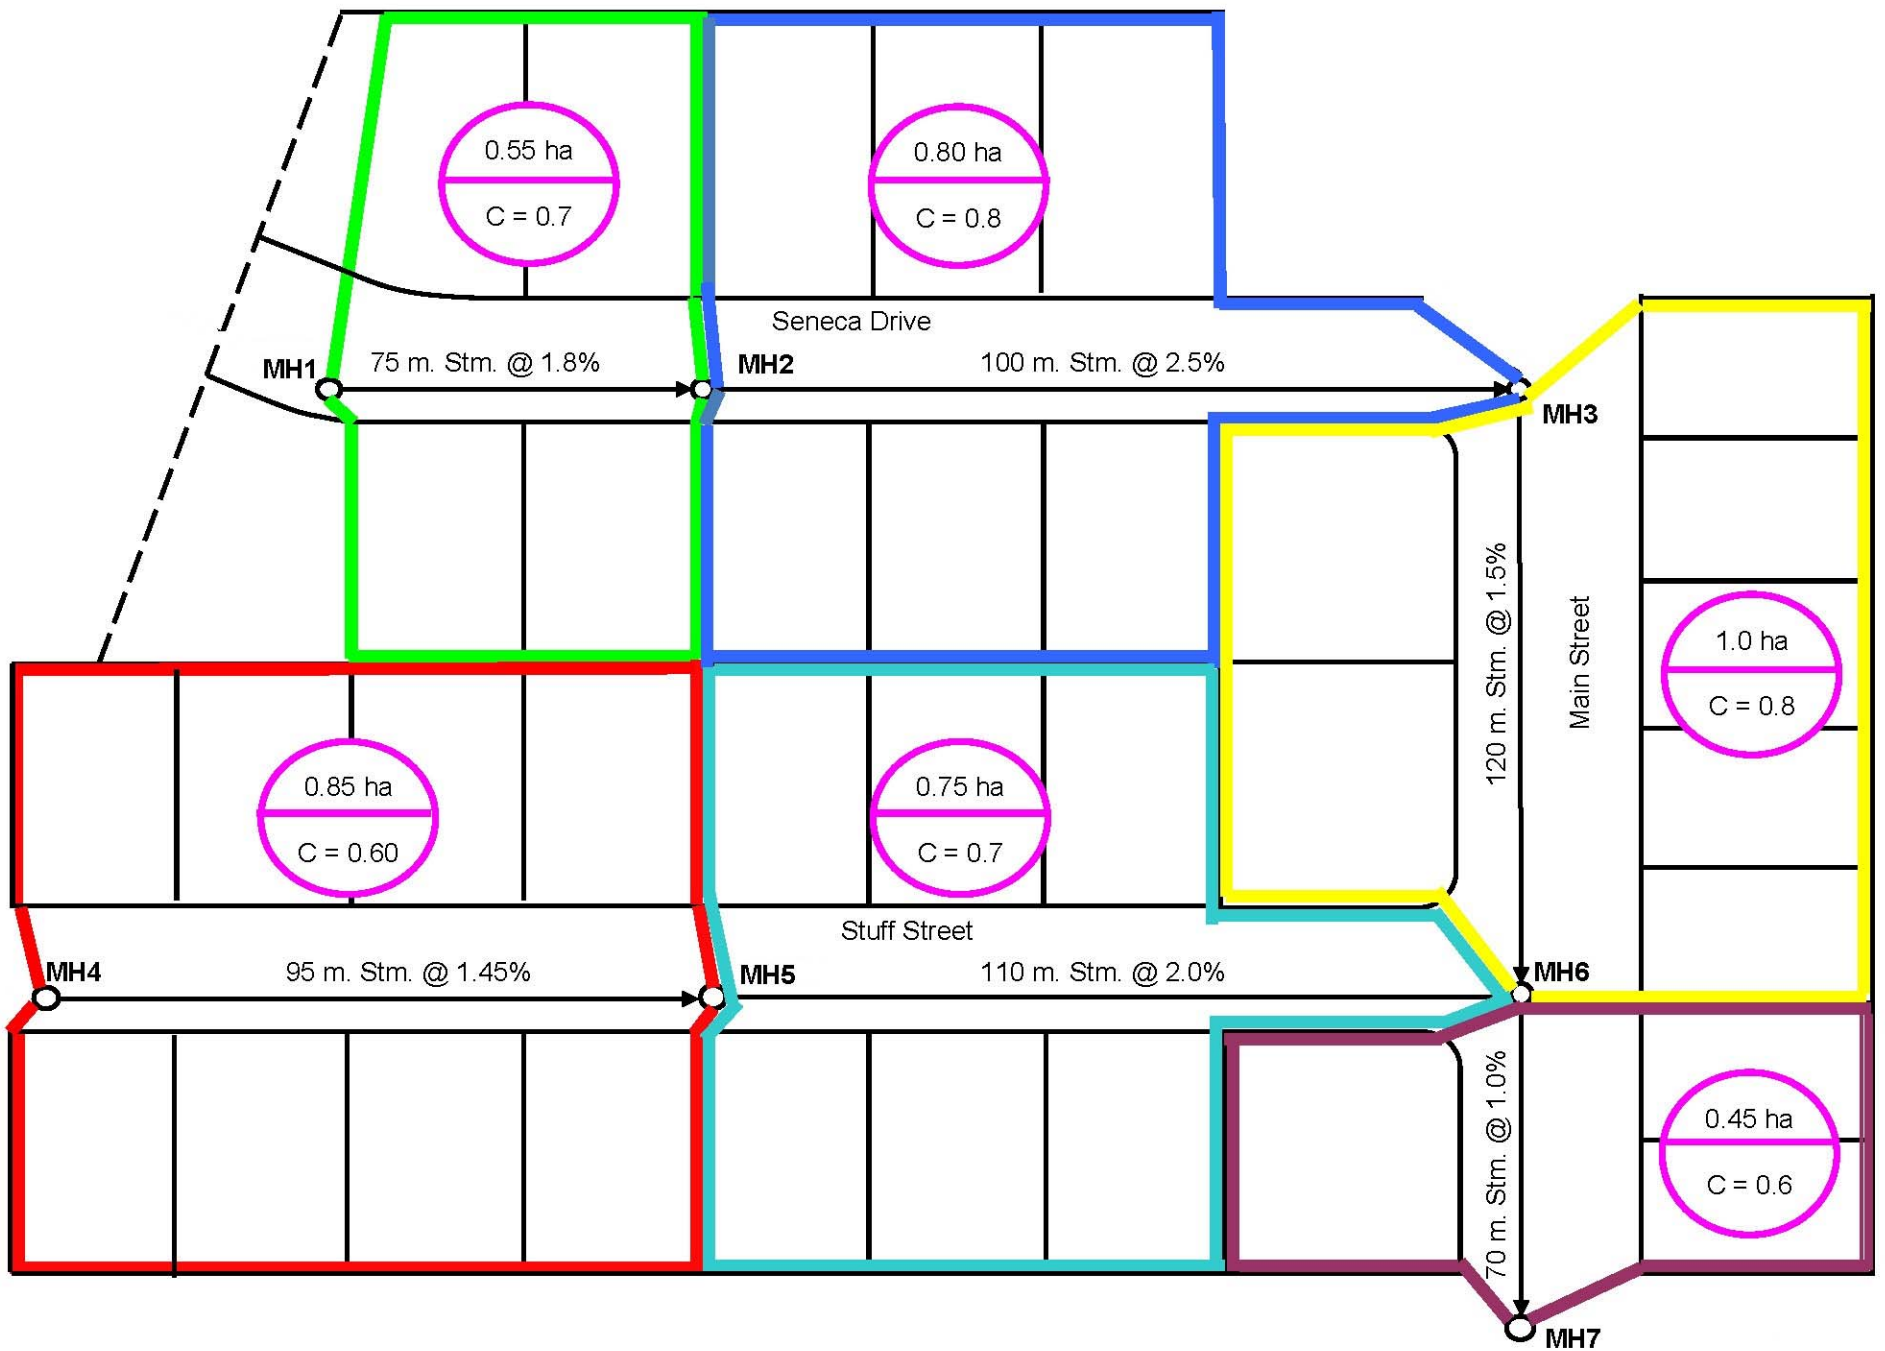 0.55 ha
C = 0.7
0.80 ha
C = 0.8
Seneca Drive
MH1
75 m. Stm. @ 1.8%
MH2
100 m. Stm. @ 2.5%
MH3
120 m. Stm. @ 1.5%
Main Street
1.0 ha
C = 0.8
0.85 ha
C = 0.60
0.75 ha
C = 0.7
Stuff Street
MH4
95 m. Stm. @ 1.45%
MH5
110 m. Stm. @ 2.0%
MH6
70 m. Stm. @ 1.0%
0.45 ha
C = 0.6
MH7